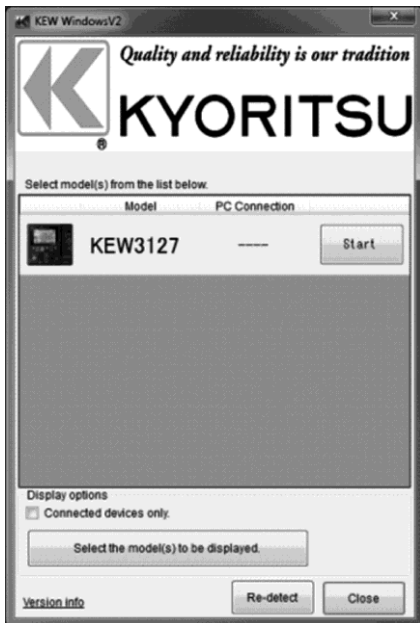 KEW WindowsV2
Quality and reliability is our tradition
KYORITSU
®
Select model(s) from the list below.
Model PC Connection
KEW3127 ---- Start
Display options
Connected devices only.
Select the model(s) to be displayed.
Version info Re-detect Close